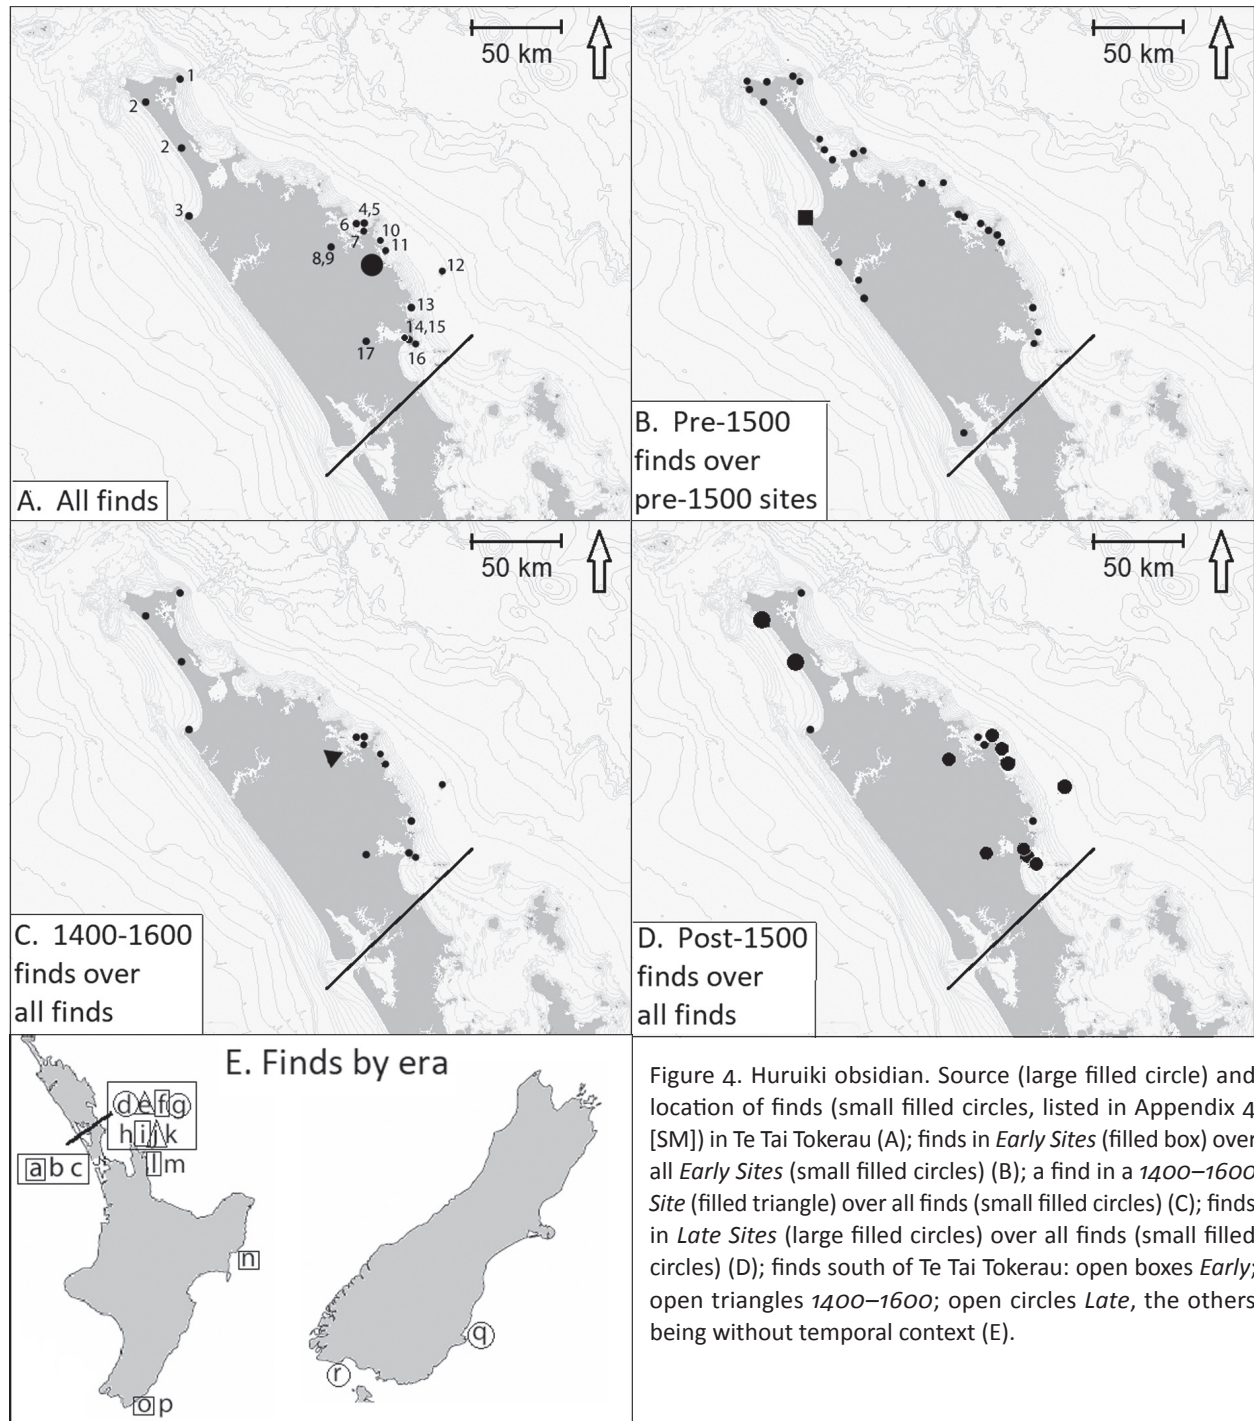 50 km
1
2
2
3
4,5
6
7
8,9
10
11
12
13
14,15
16
17
A. All finds
50 km
B. Pre-1500
finds over
pre-1500 sites
50 km
C. 1400-1600
finds over
all finds
50 km
D. Post-1500
finds over
all finds
E. Finds by era
d e f g
h i j k
a b c
l m
n
o p
q
r
Figure 4. Huruiki obsidian. Source (large filled circle) and
location of finds (small filled circles, listed in Appendix 4
[SM]) in Te Tai Tokerau (A); finds in Early Sites (filled box) over
all Early Sites (small filled circles) (B); a find in a 1400–1600
Site (filled triangle) over all finds (small filled circles) (C); finds
in Late Sites (large filled circles) over all finds (small filled
circles) (D); finds south of Te Tai Tokerau: open boxes Early;
open triangles 1400–1600; open circles Late, the others
being without temporal context (E).